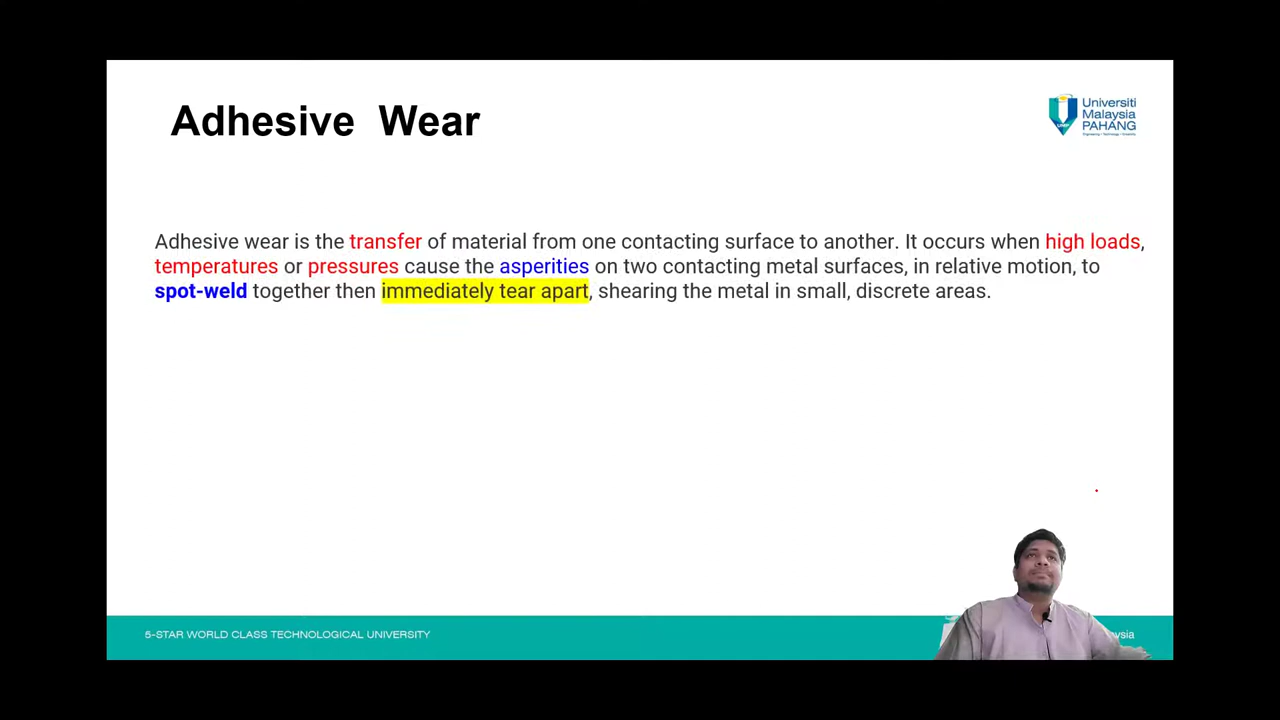 Adhesive Wear
Universiti
Malaysia
PAHANG
Adhesive wear is the transfer of material from one contacting surface to another. It occurs when high loads,
temperatures or pressures cause the asperities on two contacting metal surfaces, in relative motion, to
spot-weld together then immediately tear apart, shearing the metal in small, discrete areas.
5-STAR WORLD CLASS TECHNOLOGICAL UNIVERSITY